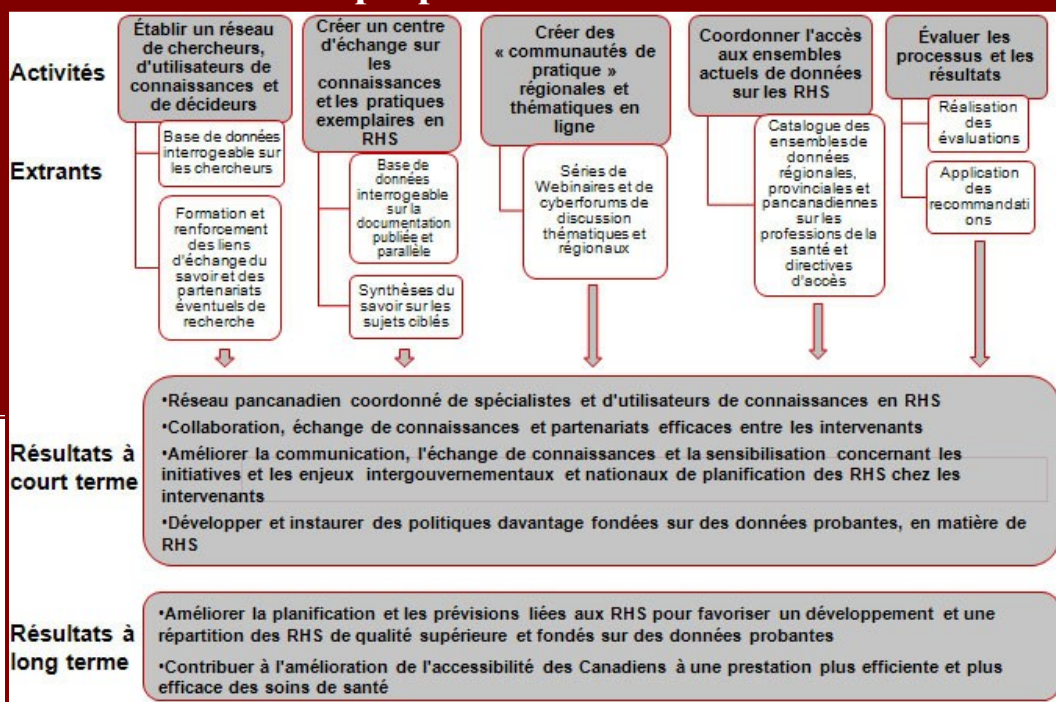 Activités
Établir un réseau
de chercheurs,
d'utilisateurs de
connaissances et
de décideurs
Créer un centre
d'échange sur
les
connaissances
et les pratiques
exemplaires en
RHS
Créer des
« communautés de
pratique »
régionales et
thématiques en
ligne
Coordonner l'accès
aux ensembles
actuels de données
sur les RHS
Évaluer les
processus et les
résultats
Extrants
Base de données
interrogeable sur
les chercheurs
Formation et
renforcement
des liens
d'échange du
savoir et des
partenariats
éventuels de
recherche
Base de
données
interrogeable
sur la
documentation
publiée et
parallèle
Synthèses du
savoir sur les
sujets ciblés
Séries de
Webinaires et de
cyberforums de
discussion
thématiques et
régionaux
Catalogue des
ensembles de
données
régionales,
provinciales et
pancanadiennes
sur les
professions de
la santé et
directives
d'accès
Réalisation
des
évaluations
Application
des
recommandati
ons
Résultats à
court terme
•Réseau pancanadien coordonné de spécialistes et d'utilisateurs de connaissances en RHS
•Collaboration, échange de connaissances et partenariats efficaces entre les intervenants
•Améliorer la communication, l'échange de connaissances et la sensibilisation concernant les
initiatives et les enjeux intergouvernementaux et nationaux de planification des RHS chez les
intervenants
•Développer et instaurer des politiques davantage fondées sur des données probantes, en matière de
RHS
Résultats à
long terme
•Améliorer la planification et les prévisions liées aux RHS pour favoriser un développement et une
répartition des RHS de qualité supérieure et fondés sur des données probantes
•Contribuer à l'amélioration de l'accessibilité des Canadiens à une prestation plus efficiente et plus
efficace des soins de santé